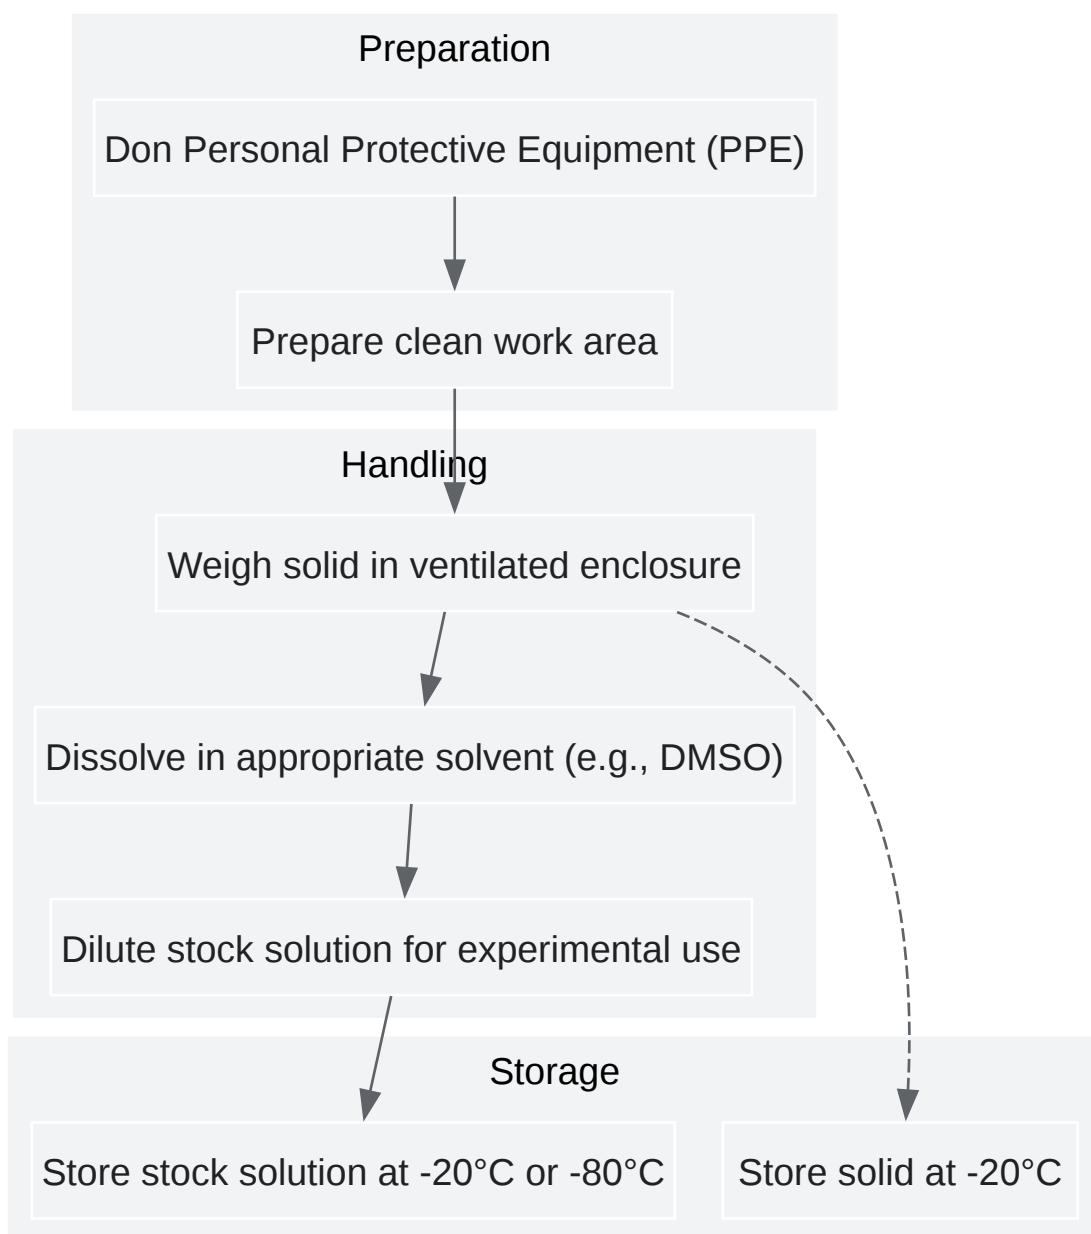 Preparation
Don Personal Protective Equipment (PPE)
Prepare clean work area
Handling
Weigh solid in ventilated enclosure
Dissolve in appropriate solvent (e.g., DMSO)
Dilute stock solution for experimental use
Storage
Store stock solution at -20°C or -80°C
Store solid at -20°C